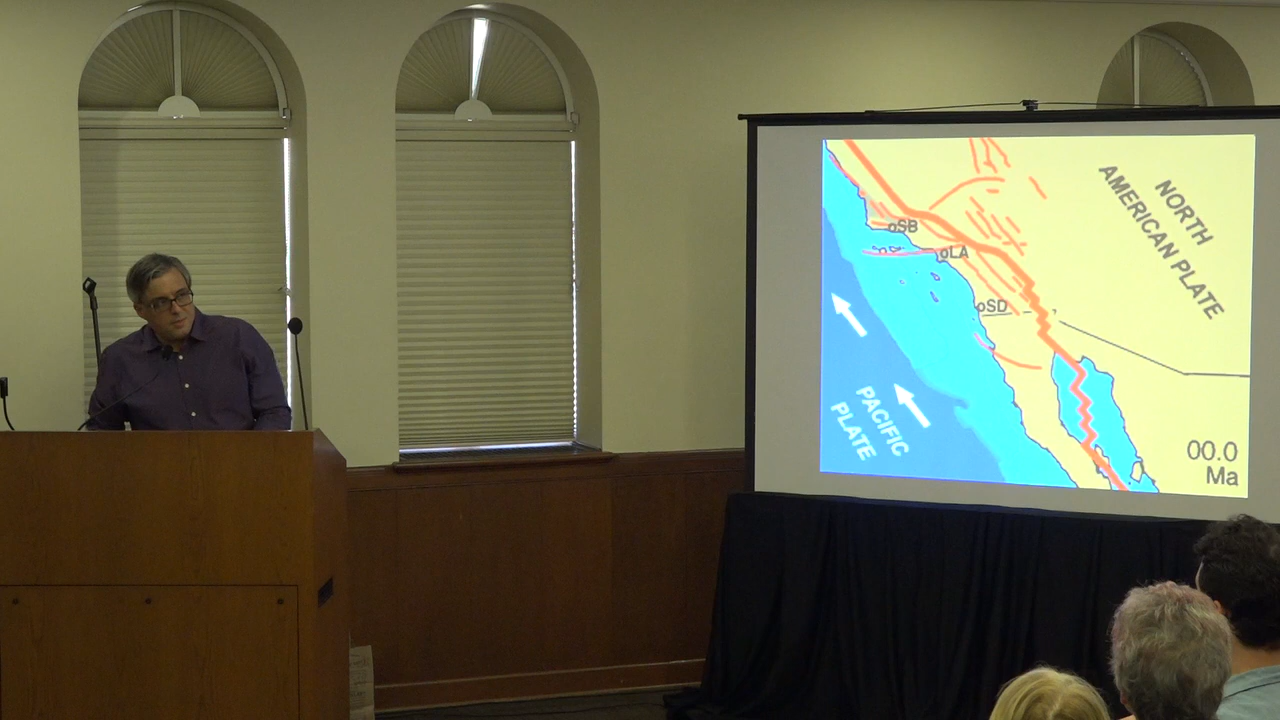 NORTH
AMERICAN PLATE
oSB
oLA
oSD
PACIFIC
PLATE
00.0
Ma